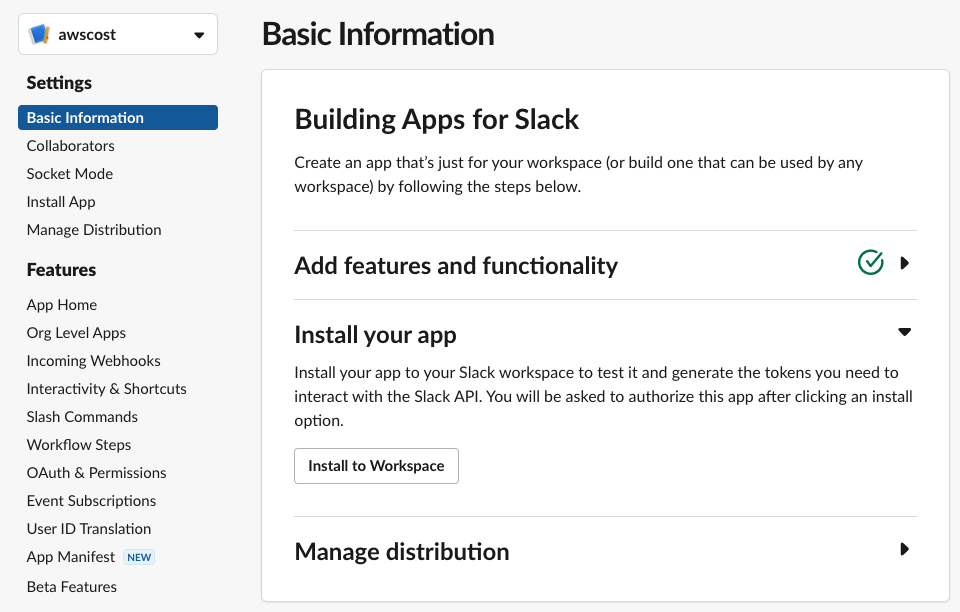 awscost
Settings
Basic Information
Collaborators
Socket Mode
Install App
Manage Distribution
Features
App Home
Org Level Apps
Incoming Webhooks
Interactivity & Shortcuts
Slash Commands
Workflow Steps
OAuth & Permissions
Event Subscriptions
User ID Translation
App Manifest NEW
Beta Features
Basic Information
Building Apps for Slack
Create an app that’s just for your workspace (or build one that can be used by any
workspace) by following the steps below.
Add features and functionality
Install your app
Install your app to your Slack workspace to test it and generate the tokens you need to
interact with the Slack API. You will be asked to authorize this app after clicking an install
option.
Install to Workspace
Manage distribution